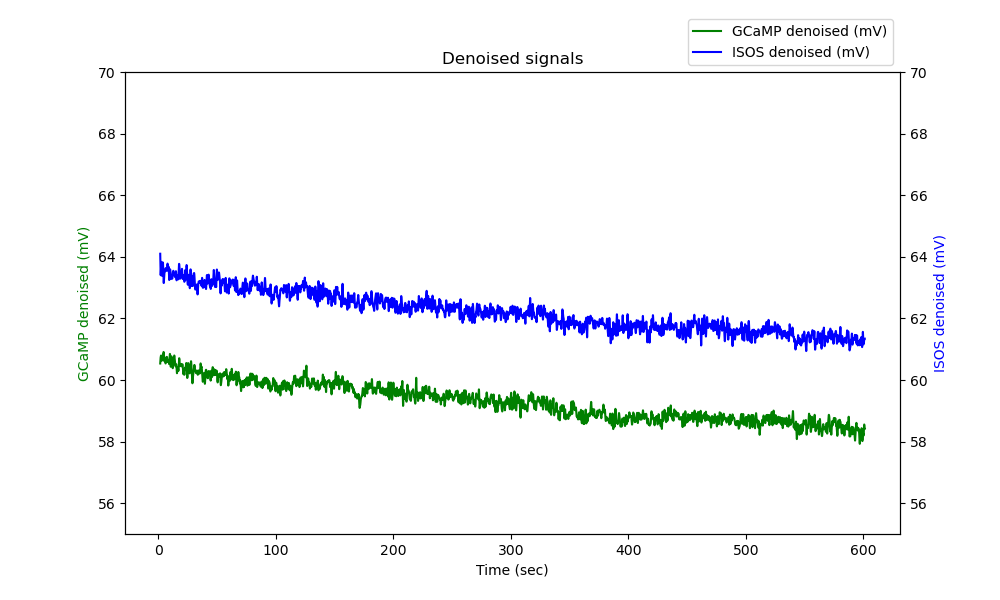 GCaMP denoised (mV)
ISOS denoised (mV)
Denoised signals
70
68
66
64
62
60
58
56
GCaMP denoised (mV)
70
68
66
64
62
60
58
56
ISOS denoised (mV)
0 100 200 300 400 500 600
Time (sec)